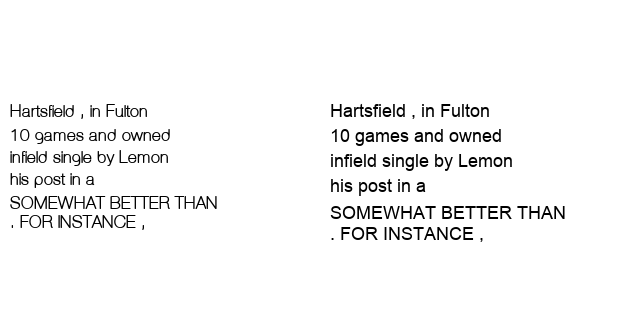 Hartsfield , in Fulton
10 games and owned
infield single by Lemon
his post in a
SOMEWHAT BETTER THAN
. FOR INSTANCE ,
Hartsfield , in Fulton
10 games and owned
infield single by Lemon
his post in a
SOMEWHAT BETTER THAN
. FOR INSTANCE ,